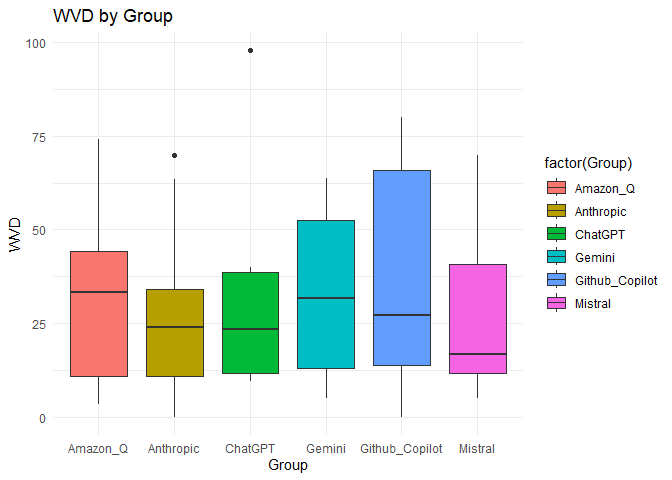 WVD by Group
100
75
50
25
0
WVD
Amazon_Q Anthropic ChatGPT Gemini Github_Copilot Mistral
Group
factor(Group)
Amazon_Q
Anthropic
ChatGPT
Gemini
Github_Copilot
Mistral